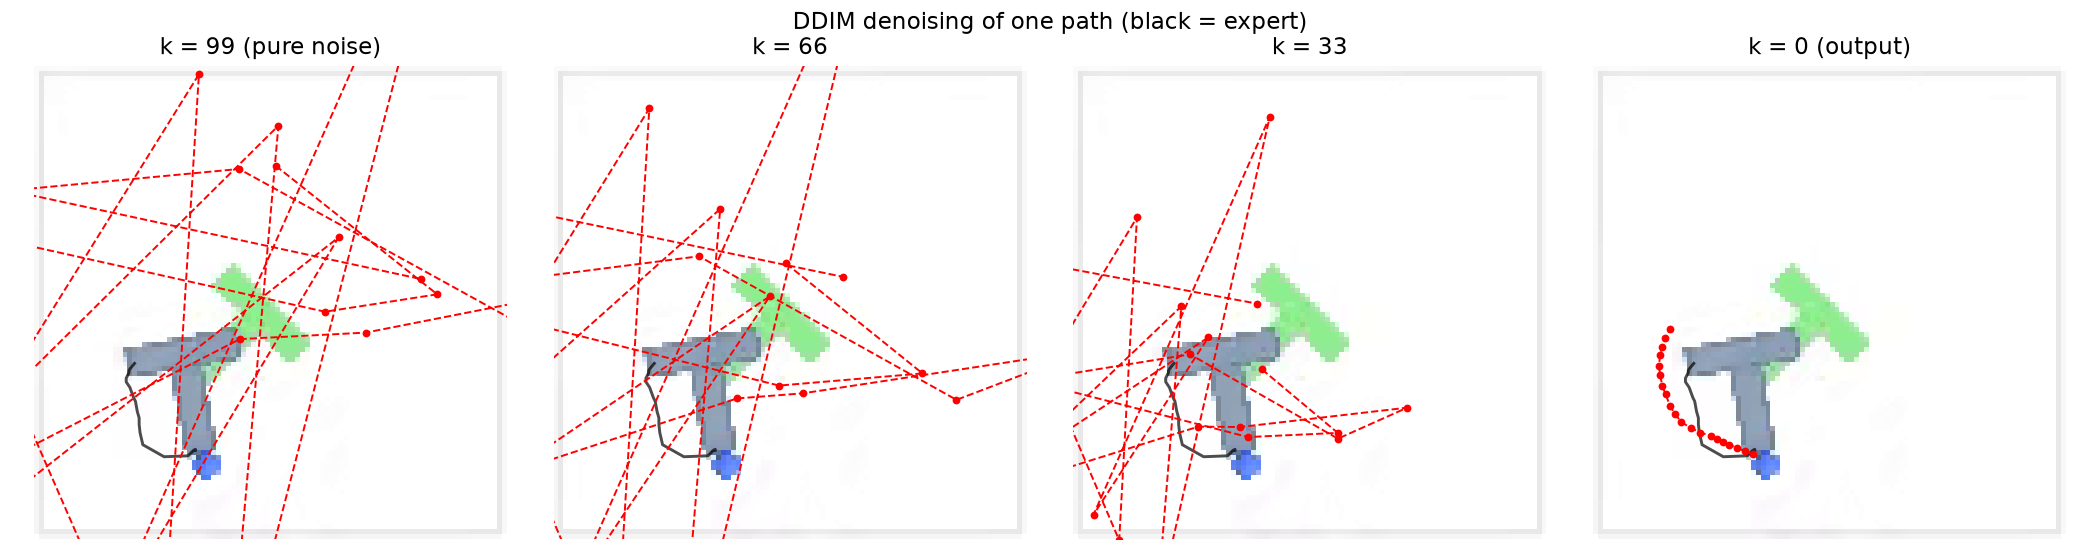 DDIM denoising of one path (black = expert)
k = 99 (pure noise)
k = 66
k = 33
k = 0 (output)